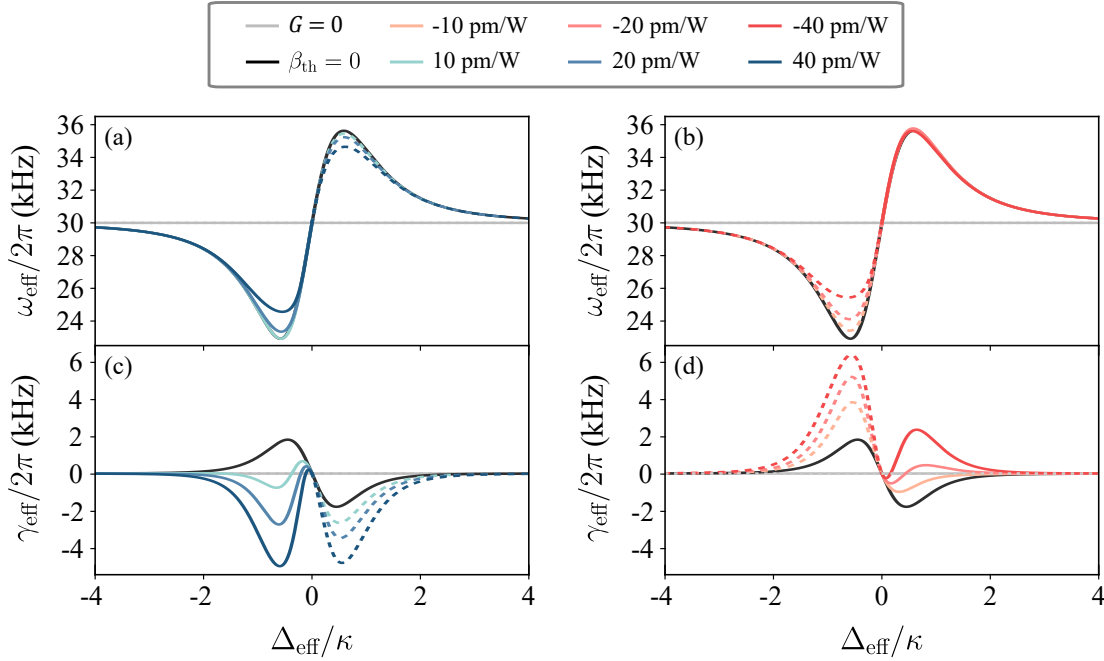 G = 0 -10 pm/W -20 pm/W -40 pm/W
β_th = 0 10 pm/W 20 pm/W 40 pm/W
(a)
36
34
32
30
28
26
24
ω_eff/2π (kHz)
(b)
36
34
32
30
28
26
24
ω_eff/2π (kHz)
(c)
6
4
2
0
-2
-4
γ_eff/2π (kHz)
-4 -2 0 2 4
Δ_eff/κ
(d)
6
4
2
0
-2
-4
γ_eff/2π (kHz)
-4 -2 0 2 4
Δ_eff/κ